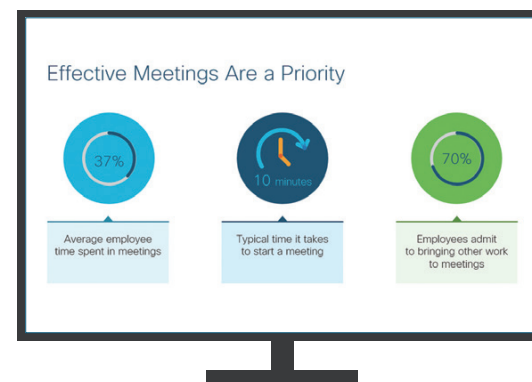 Effective Meetings Are a Priority
37%
10 minutes
70%
Average employee
time spent in meetings
Typical time it takes
to start a meeting
Employees admit
to bringing other work
to meetings